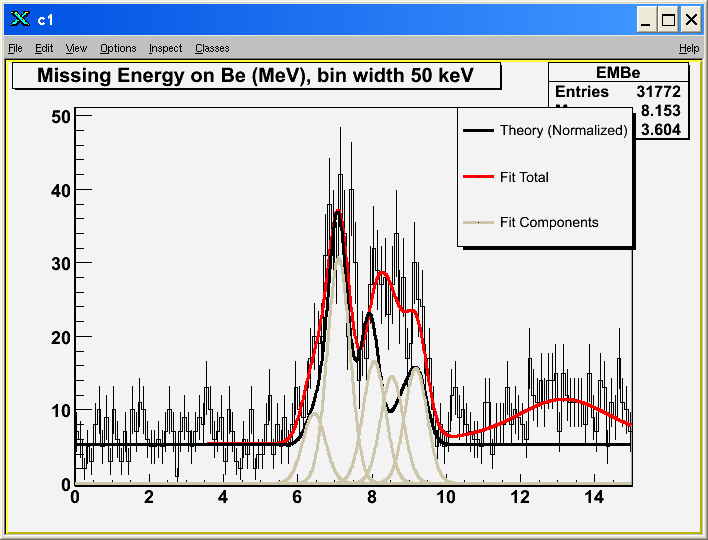 c1
File Edit View Options Inspect Classes Help
Missing Energy on Be (MeV), bin width 50 keV
EMBe
Entries 31772
8.153
3.604
Theory (Normalized)
Fit Total
Fit Components
50
40
30
20
10
0
0 2 4 6 8 10 12 14